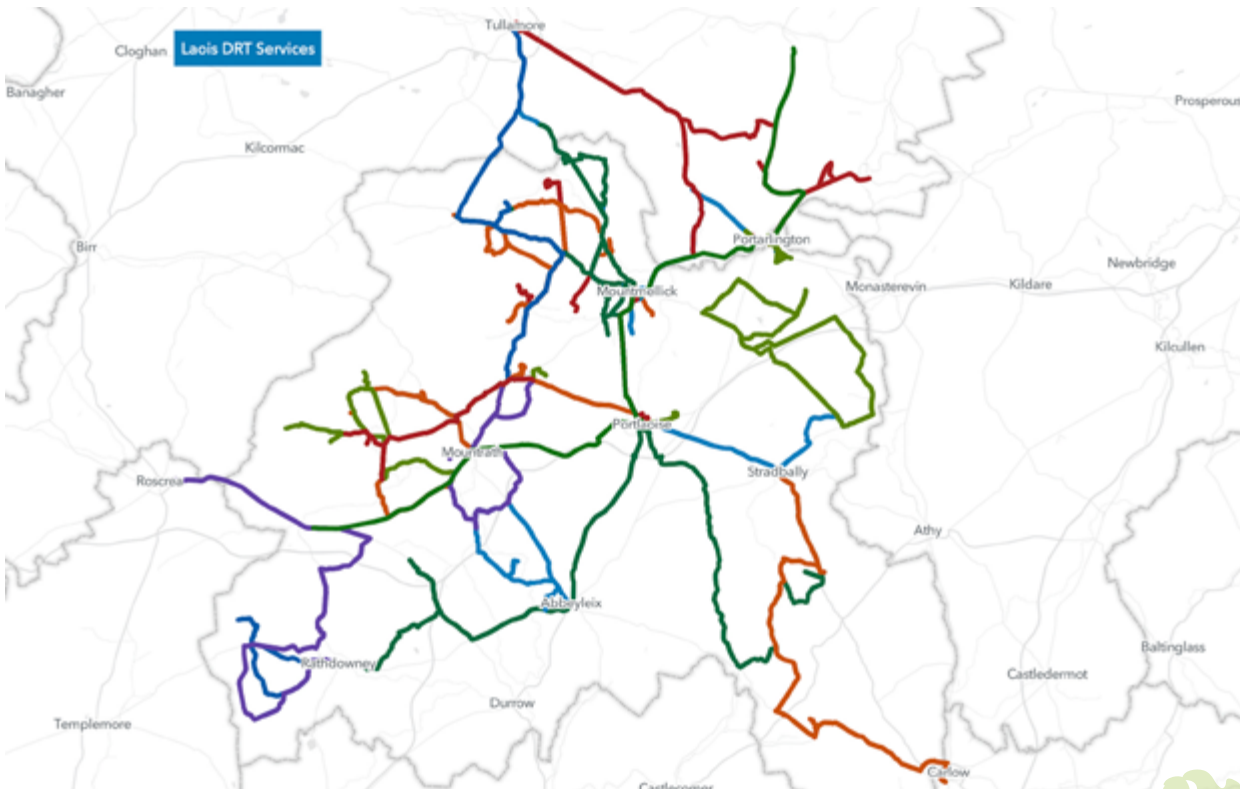 Tullamore
Cloghan
Laois DRT Services
Banagher
Prosperous
Kilcormac
Birr
Portarlington
Newbridge
Mountmellick
Monasterevin
Kildare
Kilcullen
Portlaoise
Mountrath
Stradbally
Roscrea
Athy
Abbeyleix
Baltinglass
Rathdowney
Castledermot
Durrow
Templemore
Carlow
Castlecomer